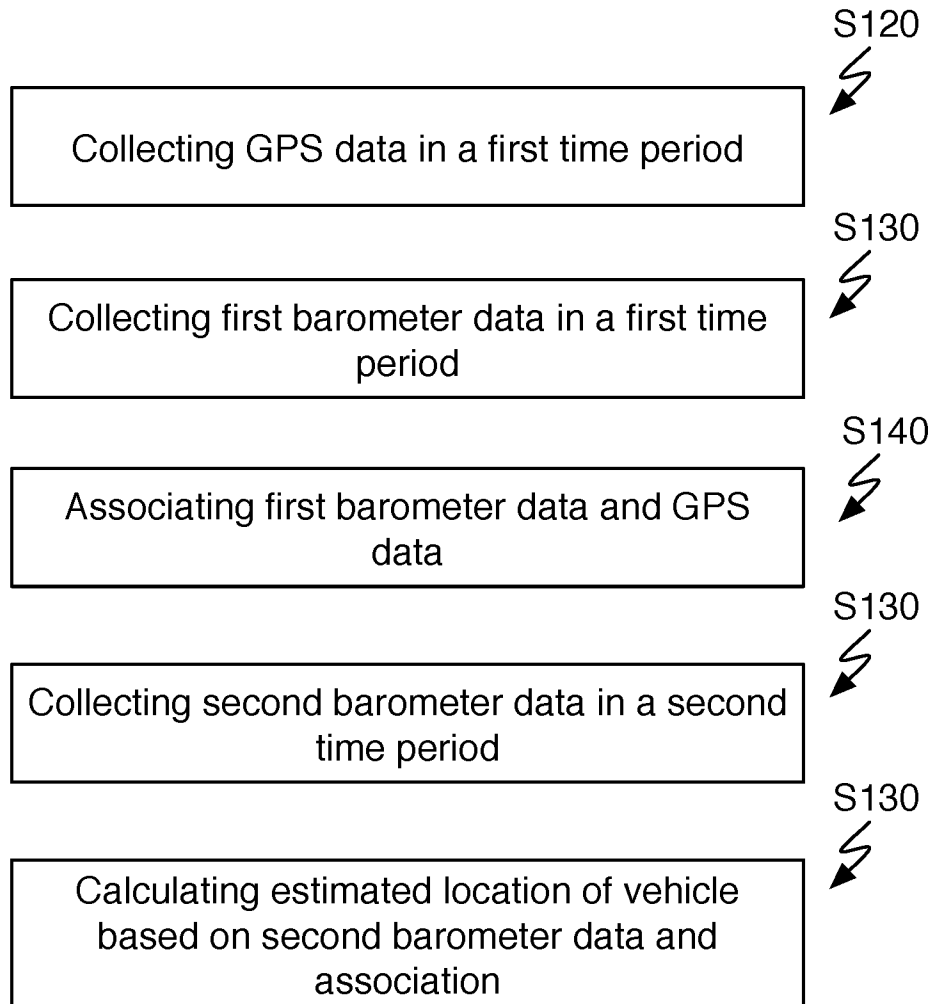 S120
Collecting GPS data in a first time period
S130
Collecting first barometer data in a first time
period
S140
Associating first barometer data and GPS
data
S130
Collecting second barometer data in a second
time period
S130
Calculating estimated location of vehicle
based on second barometer data and
association